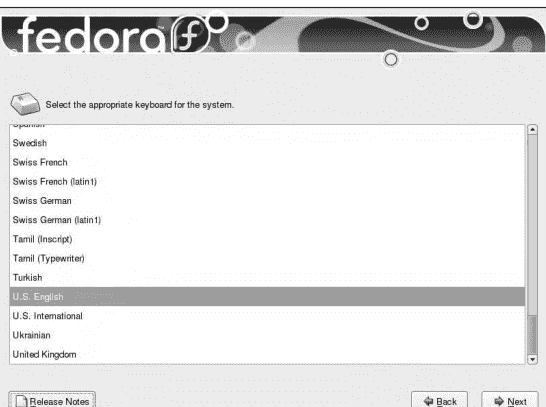 fedora
Select the appropriate keyboard for the system.
Spanish
Swedish
Swiss French
Swiss French (latin1)
Swiss German
Swiss German (latin1)
Tamil (Inscript)
Tamil (Typewriter)
Turkish
U.S. English
U.S. International
Ukrainian
United Kingdom
Release Notes
Back
Next